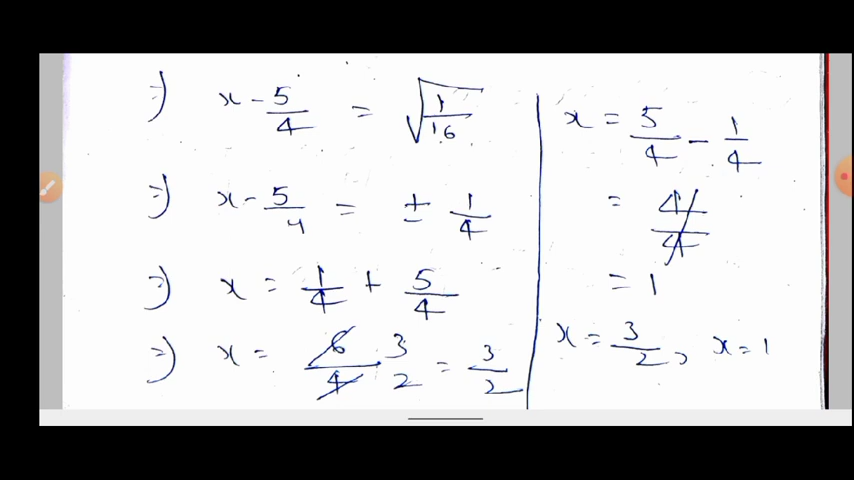 ⇒ x - 5/4 = √(1/16)
⇒ x - 5/4 = ± 1/4
⇒ x = 1/4 + 5/4
⇒ x = 6/4 3/2 = 3/2
x = 5/4 - 1/4
= 4/4
= 1
x = 3/2, x = 1